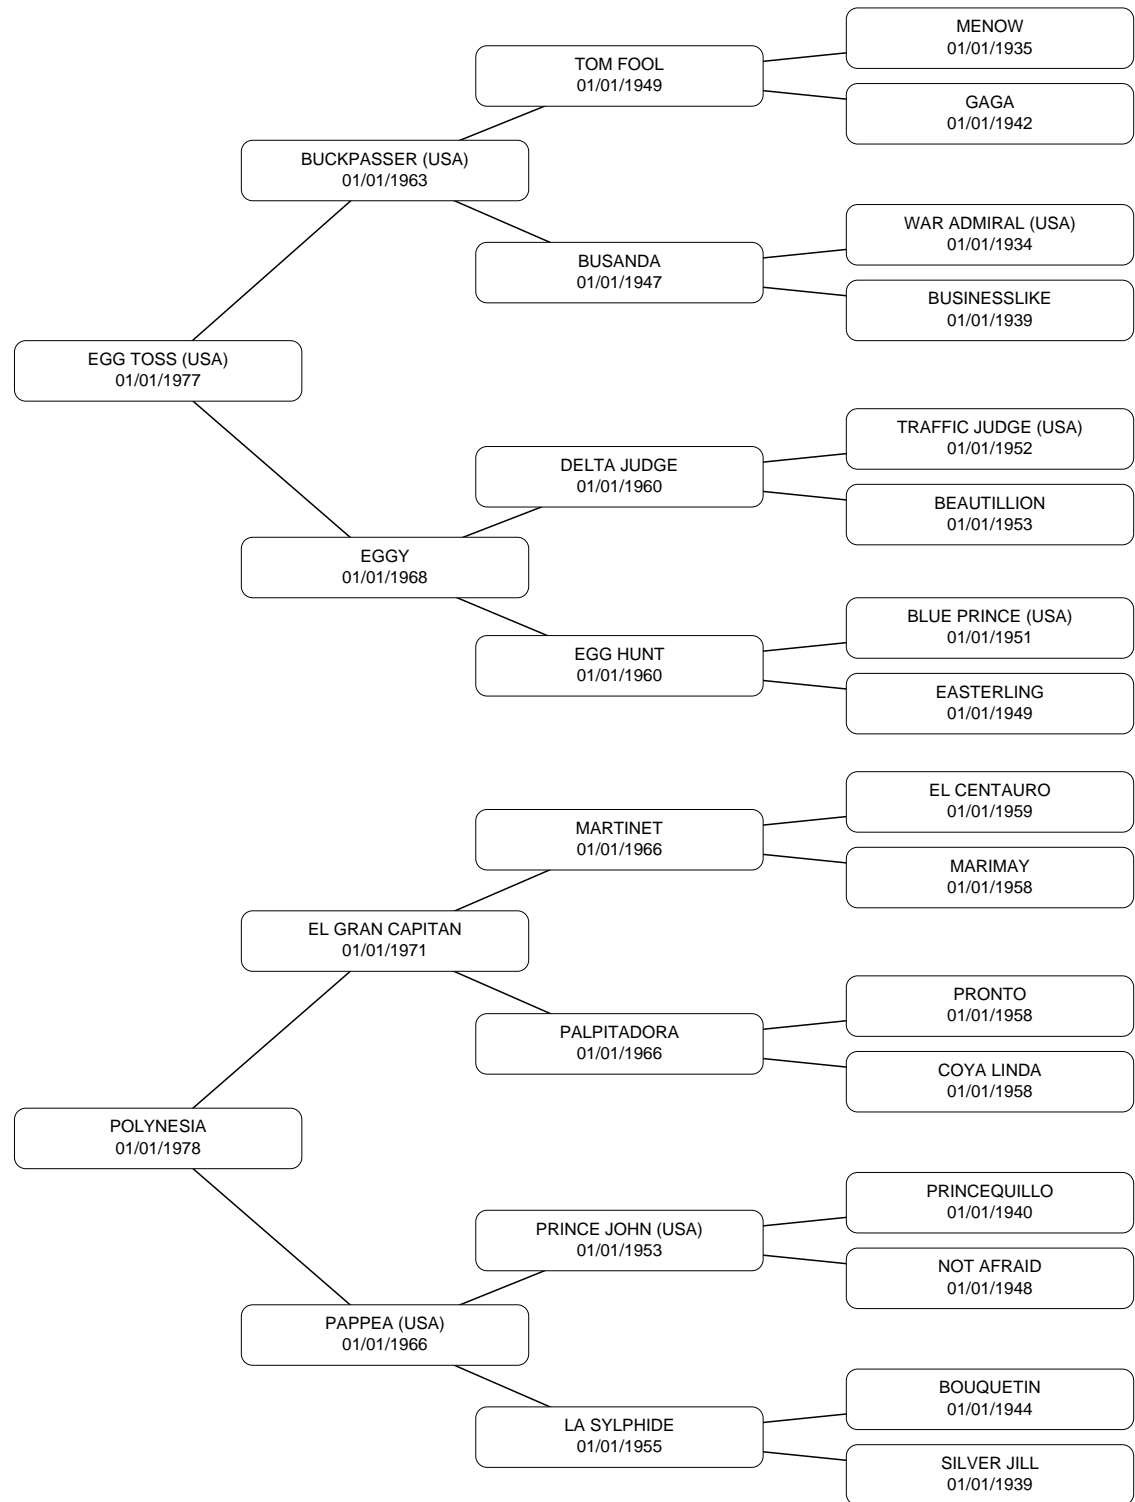 MENOW
01/01/1935
TOM FOOL
01/01/1949
GAGA
01/01/1942
BUCKPASSER (USA)
01/01/1963
WAR ADMIRAL (USA)
01/01/1934
BUSANDA
01/01/1947
BUSINESSLIKE
01/01/1939
EGG TOSS (USA)
01/01/1977
TRAFFIC JUDGE (USA)
01/01/1952
DELTA JUDGE
01/01/1960
BEAUTILLION
01/01/1953
EGGY
01/01/1968
BLUE PRINCE (USA)
01/01/1951
EGG HUNT
01/01/1960
EASTERLING
01/01/1949
EL CENTAURO
01/01/1959
MARTINET
01/01/1966
MARIMAY
01/01/1958
EL GRAN CAPITAN
01/01/1971
PRONTO
01/01/1958
PALPITADORA
01/01/1966
COYA LINDA
01/01/1958
POLYNESIA
01/01/1978
PRINCEQUILLO
01/01/1940
PRINCE JOHN (USA)
01/01/1953
NOT AFRAID
01/01/1948
PAPPEA (USA)
01/01/1966
BOUQUETIN
01/01/1944
LA SYLPHIDE
01/01/1955
SILVER JILL
01/01/1939